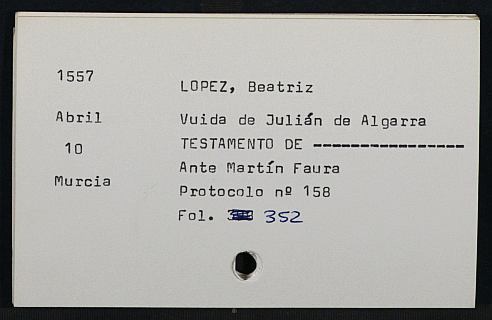 1557
LOPEZ, Beatriz
Abril
Vuida de Julián de Algarra
10
TESTAMENTO DE ------------------
Ante Martín Faura
Murcia
Protocolo nº 158
Fol. 352